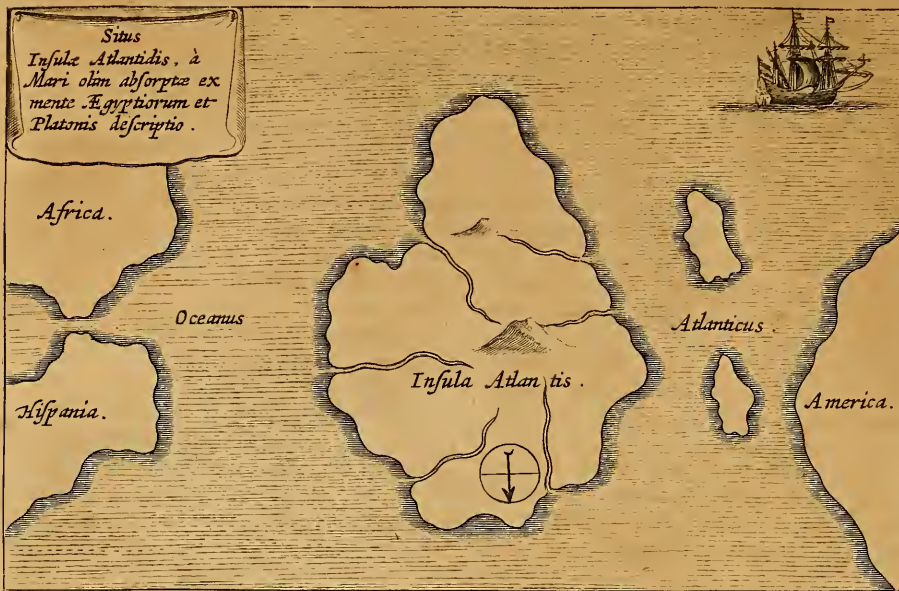 Situs
Inſulæ Atlantidis, à
Mari olim abſorptæ ex
mente Ægyptiorum et
Platonis deſcriptio.
Africa.
Oceanus
Atlanticus.
Inſula Atlantis.
Hiſpania.
America.